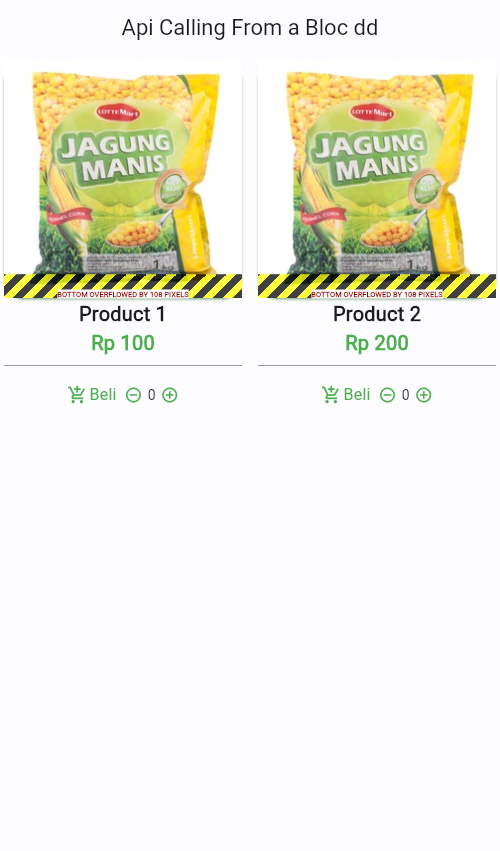 Api Calling From a Bloc dd
LOTTE Mart
JAGUNG
MANIS
KERNEL CORN
1
BOTTOM OVERFLOWED BY 108 PIXELS
Product 1
Rp 100
Beli 0
LOTTE Mart
JAGUNG
MANIS
KERNEL CORN
1
BOTTOM OVERFLOWED BY 108 PIXELS
Product 2
Rp 200
Beli 0